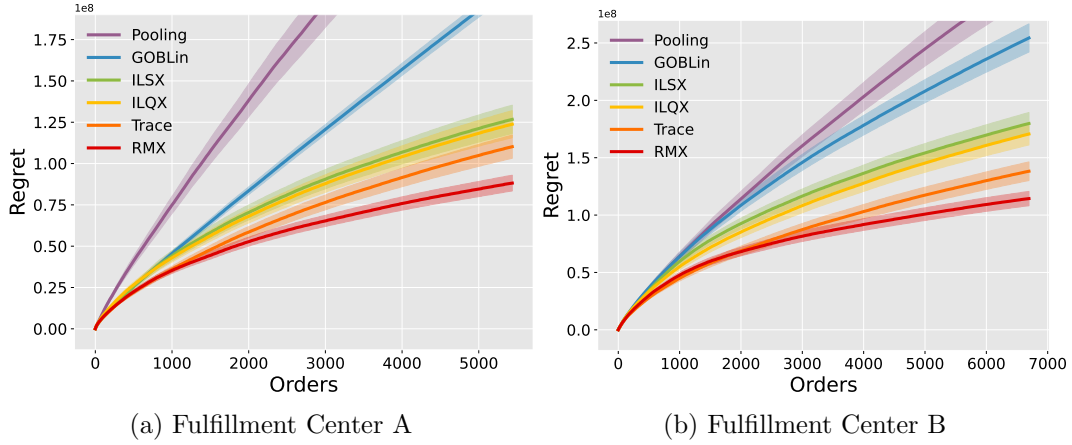 1e8
1.75
1.50
1.25
1.00
0.75
0.50
0.25
0.00
Regret
Pooling
GOBLin
ILSX
ILQX
Trace
RMX
0 1000 2000 3000 4000 5000
Orders
(a) Fulfillment Center A
1e8
2.5
2.0
1.5
1.0
0.5
0.0
Regret
Pooling
GOBLin
ILSX
ILQX
Trace
RMX
0 1000 2000 3000 4000 5000 6000 7000
Orders
(b) Fulfillment Center B